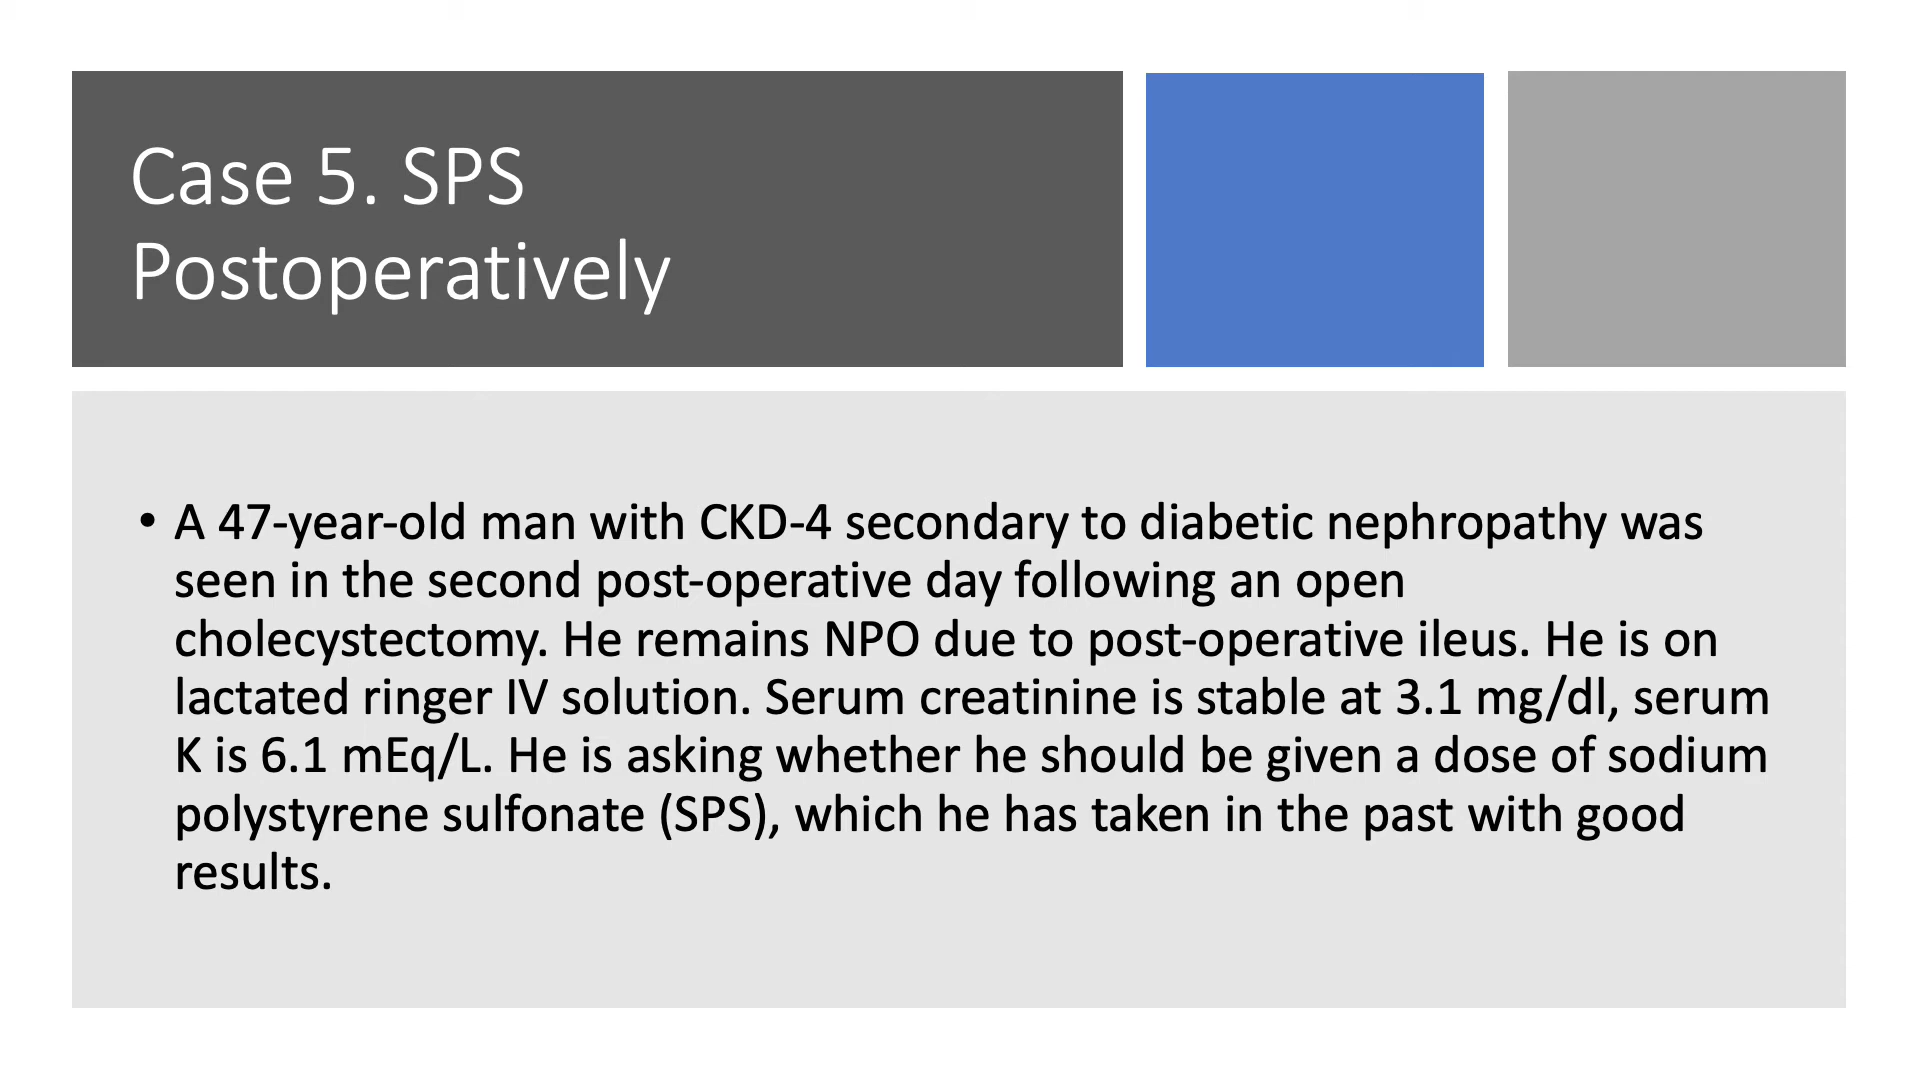 Case 5. SPS
Postoperatively
• A 47-year-old man with CKD-4 secondary to diabetic nephropathy was
seen in the second post-operative day following an open
cholecystectomy. He remains NPO due to post-operative ileus. He is on
lactated ringer IV solution. Serum creatinine is stable at 3.1 mg/dl, serum
K is 6.1 mEq/L. He is asking whether he should be given a dose of sodium
polystyrene sulfonate (SPS), which he has taken in the past with good
results.